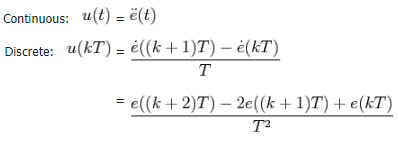 Continuous: u(t) = ë(t)
Discrete: u(kT) = ė((k + 1)T) − ė(kT) / T
= e((k + 2)T) − 2e((k + 1)T) + e(kT) / T²